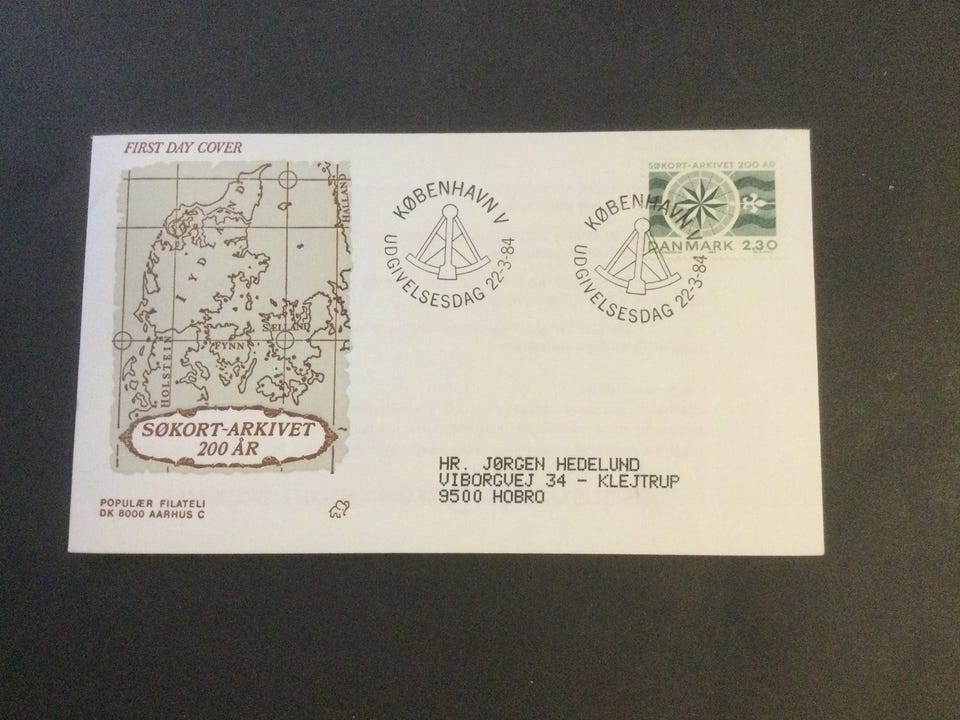 FIRST DAY COVER
JYDLAND
HALLAND
SÆLLAND
FYNN
HOLSTEIN
SØKORT-ARKIVET
200 ÅR
POPULÆR FILATELI
DK 8000 AARHUS C
KØBENHAVN V
UDGIVELSESDAG 22-3-84
KØBENHAVN V
UDGIVELSESDAG 22-3-84
SØKORT-ARKIVET 200 ÅR
DANMARK 2.30
HR. JØRGEN HEDELUND
VIBORGVEJ 34 - KLEJTRUP
9500 HOBRO